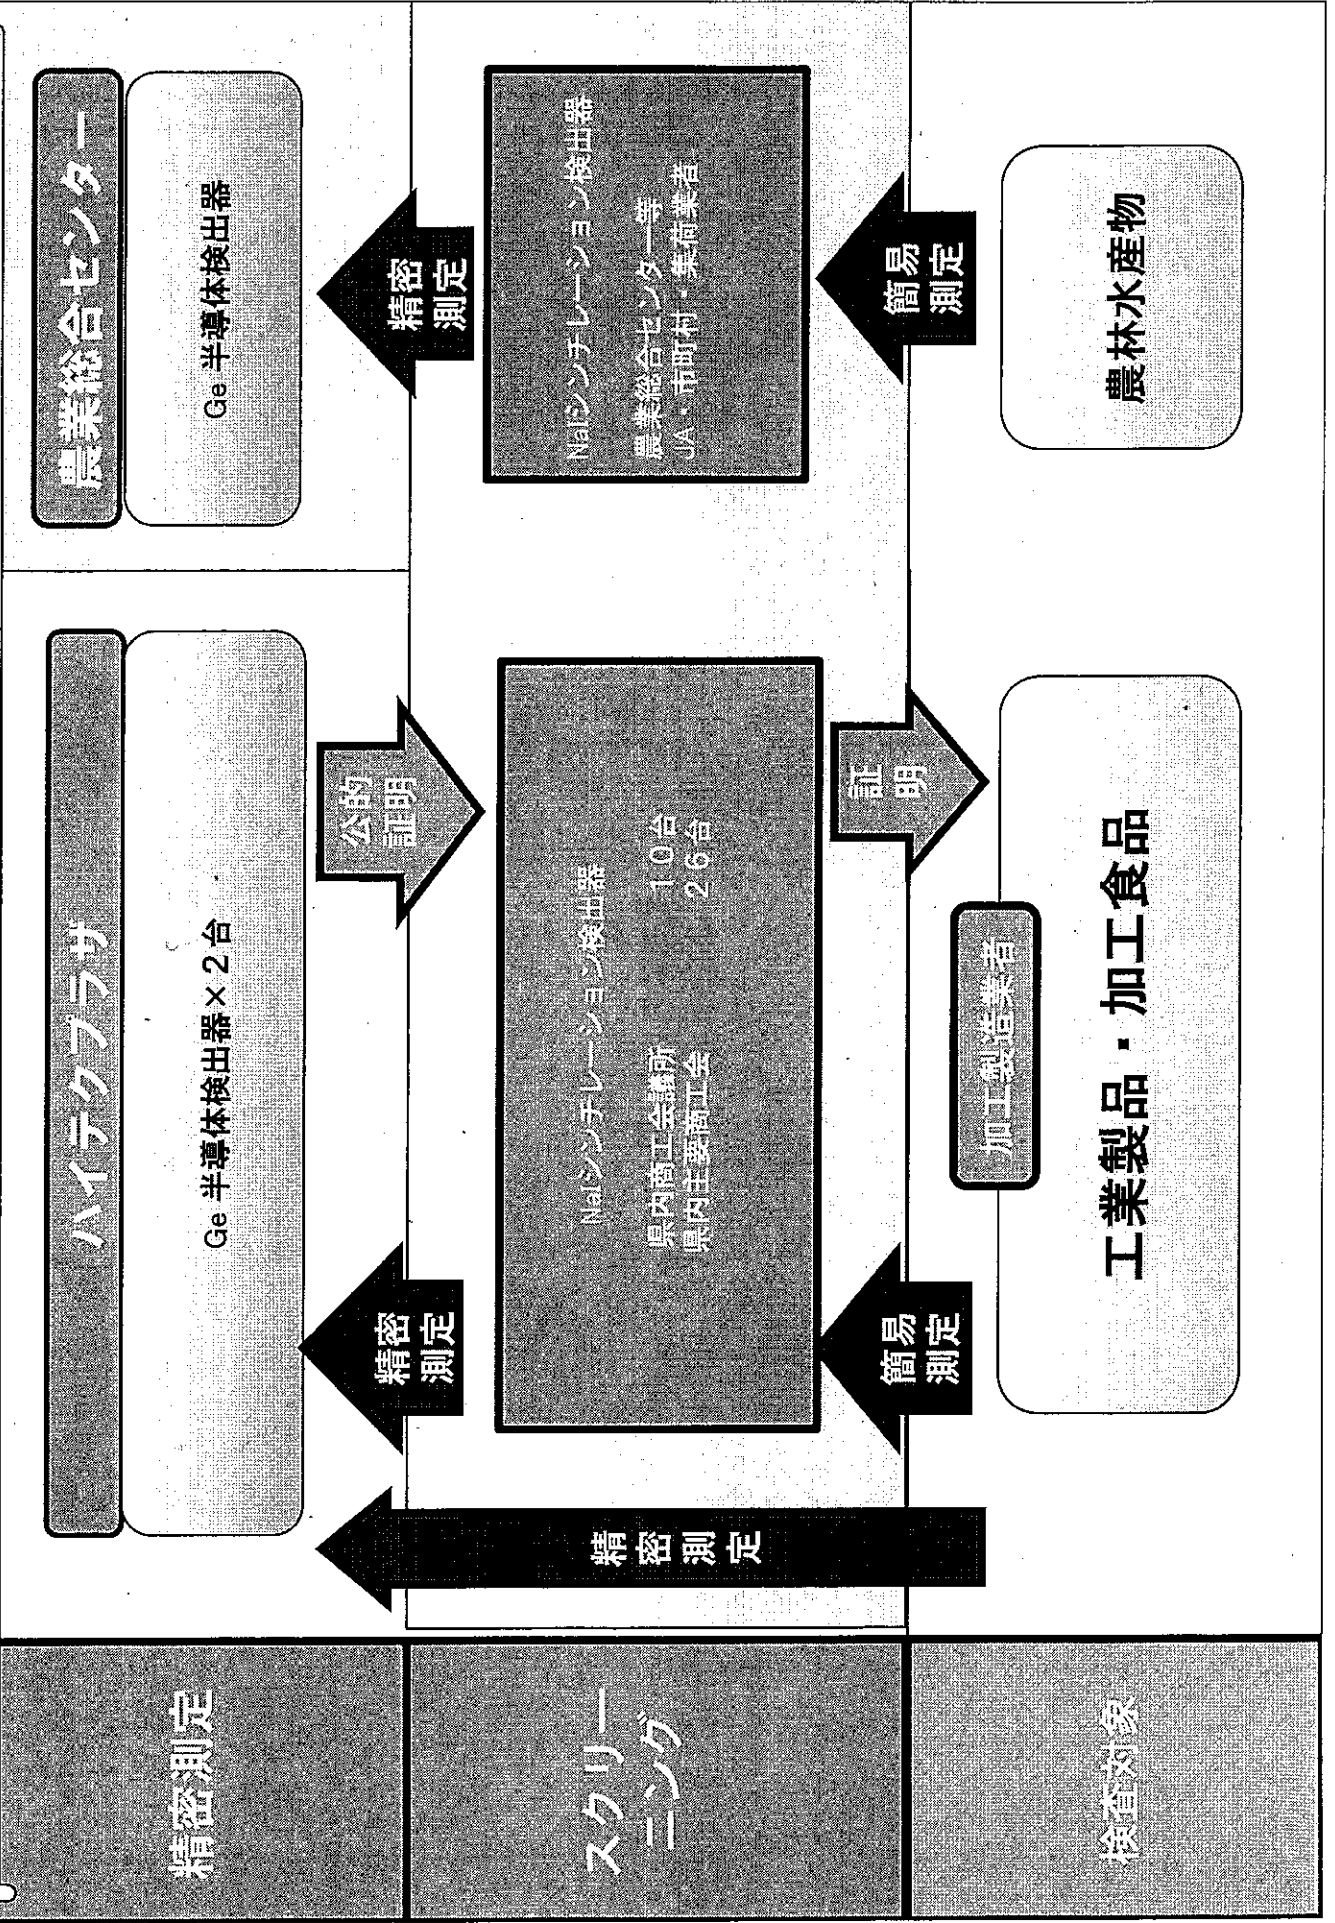 精密測定
ハイテクプラザ
Ge 半導体検出器×2台
農業総合センター
Ge 半導体検出器
精密
測定
公的
証明
精密
測定
スクリー
ニング
精密測定
NaIシンチレーション検出器
県内商工会議所 10台
県内主要商工会 26台
NaIシンチレーション検出器
農業総合センター等
JA・市町村・集荷業者
簡易
測定
証
明
簡易
測定
検査対象
加工製造業者
工業製品・加工食品
農林水産物